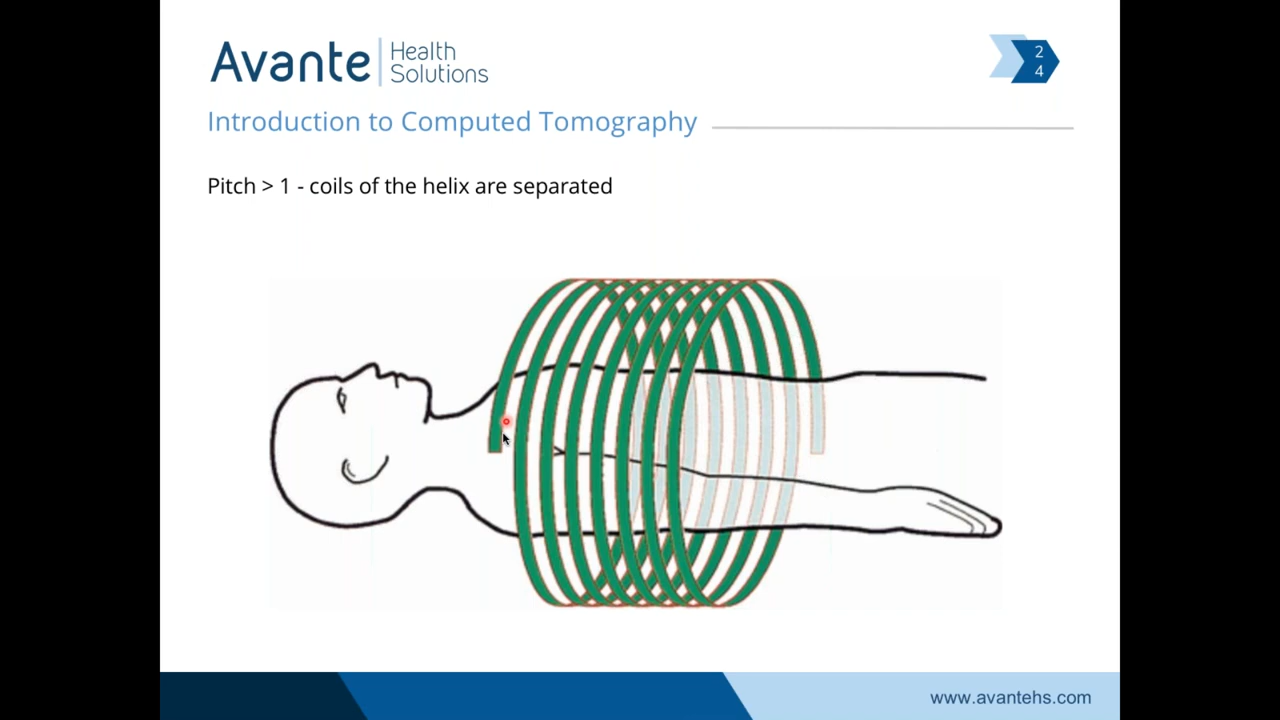 Avante
Health
Solutions
2
4
Introduction to Computed Tomography
Pitch > 1 - coils of the helix are separated
www.avantehs.com